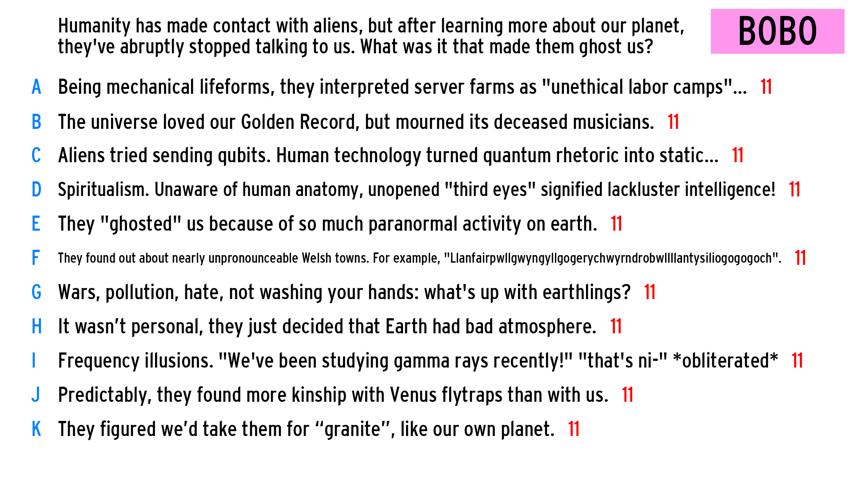 Humanity has made contact with aliens, but after learning more about our planet,
they've abruptly stopped talking to us. What was it that made them ghost us?
BOBO
A Being mechanical lifeforms, they interpreted server farms as "unethical labor camps"... 11
B The universe loved our Golden Record, but mourned its deceased musicians. 11
C Aliens tried sending qubits. Human technology turned quantum rhetoric into static... 11
D Spiritualism. Unaware of human anatomy, unopened "third eyes" signified lackluster intelligence! 11
E They "ghosted" us because of so much paranormal activity on earth. 11
F They found out about nearly unpronounceable Welsh towns. For example, "Llanfairpwllgwyngyllgogerychwyrndrobwllllantysiliogogogoch". 11
G Wars, pollution, hate, not washing your hands: what's up with earthlings? 11
H It wasn’t personal, they just decided that Earth had bad atmosphere. 11
I Frequency illusions. "We've been studying gamma rays recently!" "that's ni-" *obliterated* 11
J Predictably, they found more kinship with Venus flytraps than with us. 11
K They figured we’d take them for “granite”, like our own planet. 11